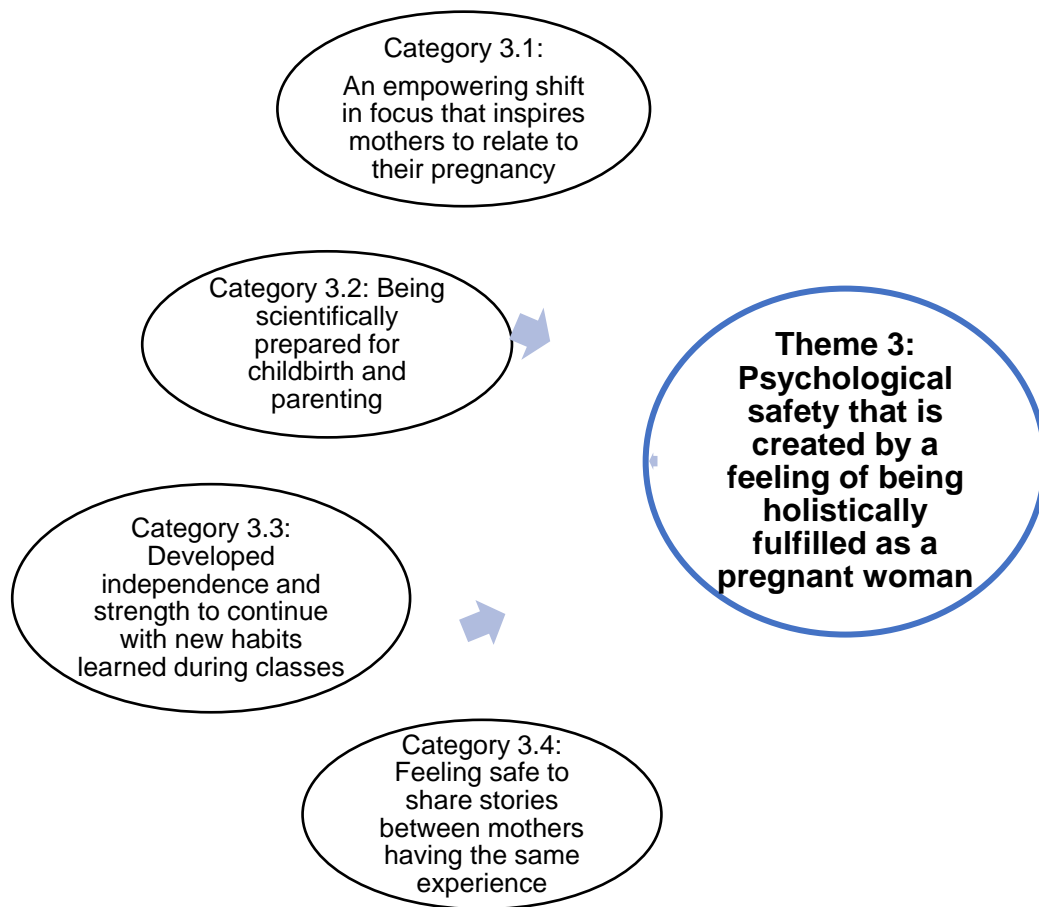 Category 3.1:
An empowering shift
in focus that inspires
mothers to relate to
their pregnancy
Category 3.2: Being
scientifically
prepared for
childbirth and
parenting
Theme 3:
Psychological
safety that is
created by a
feeling of being
holistically
fulfilled as a
pregnant woman
Category 3.3:
Developed
independence and
strength to continue
with new habits
learned during classes
Category 3.4:
Feeling safe to
share stories
between mothers
having the same
experience